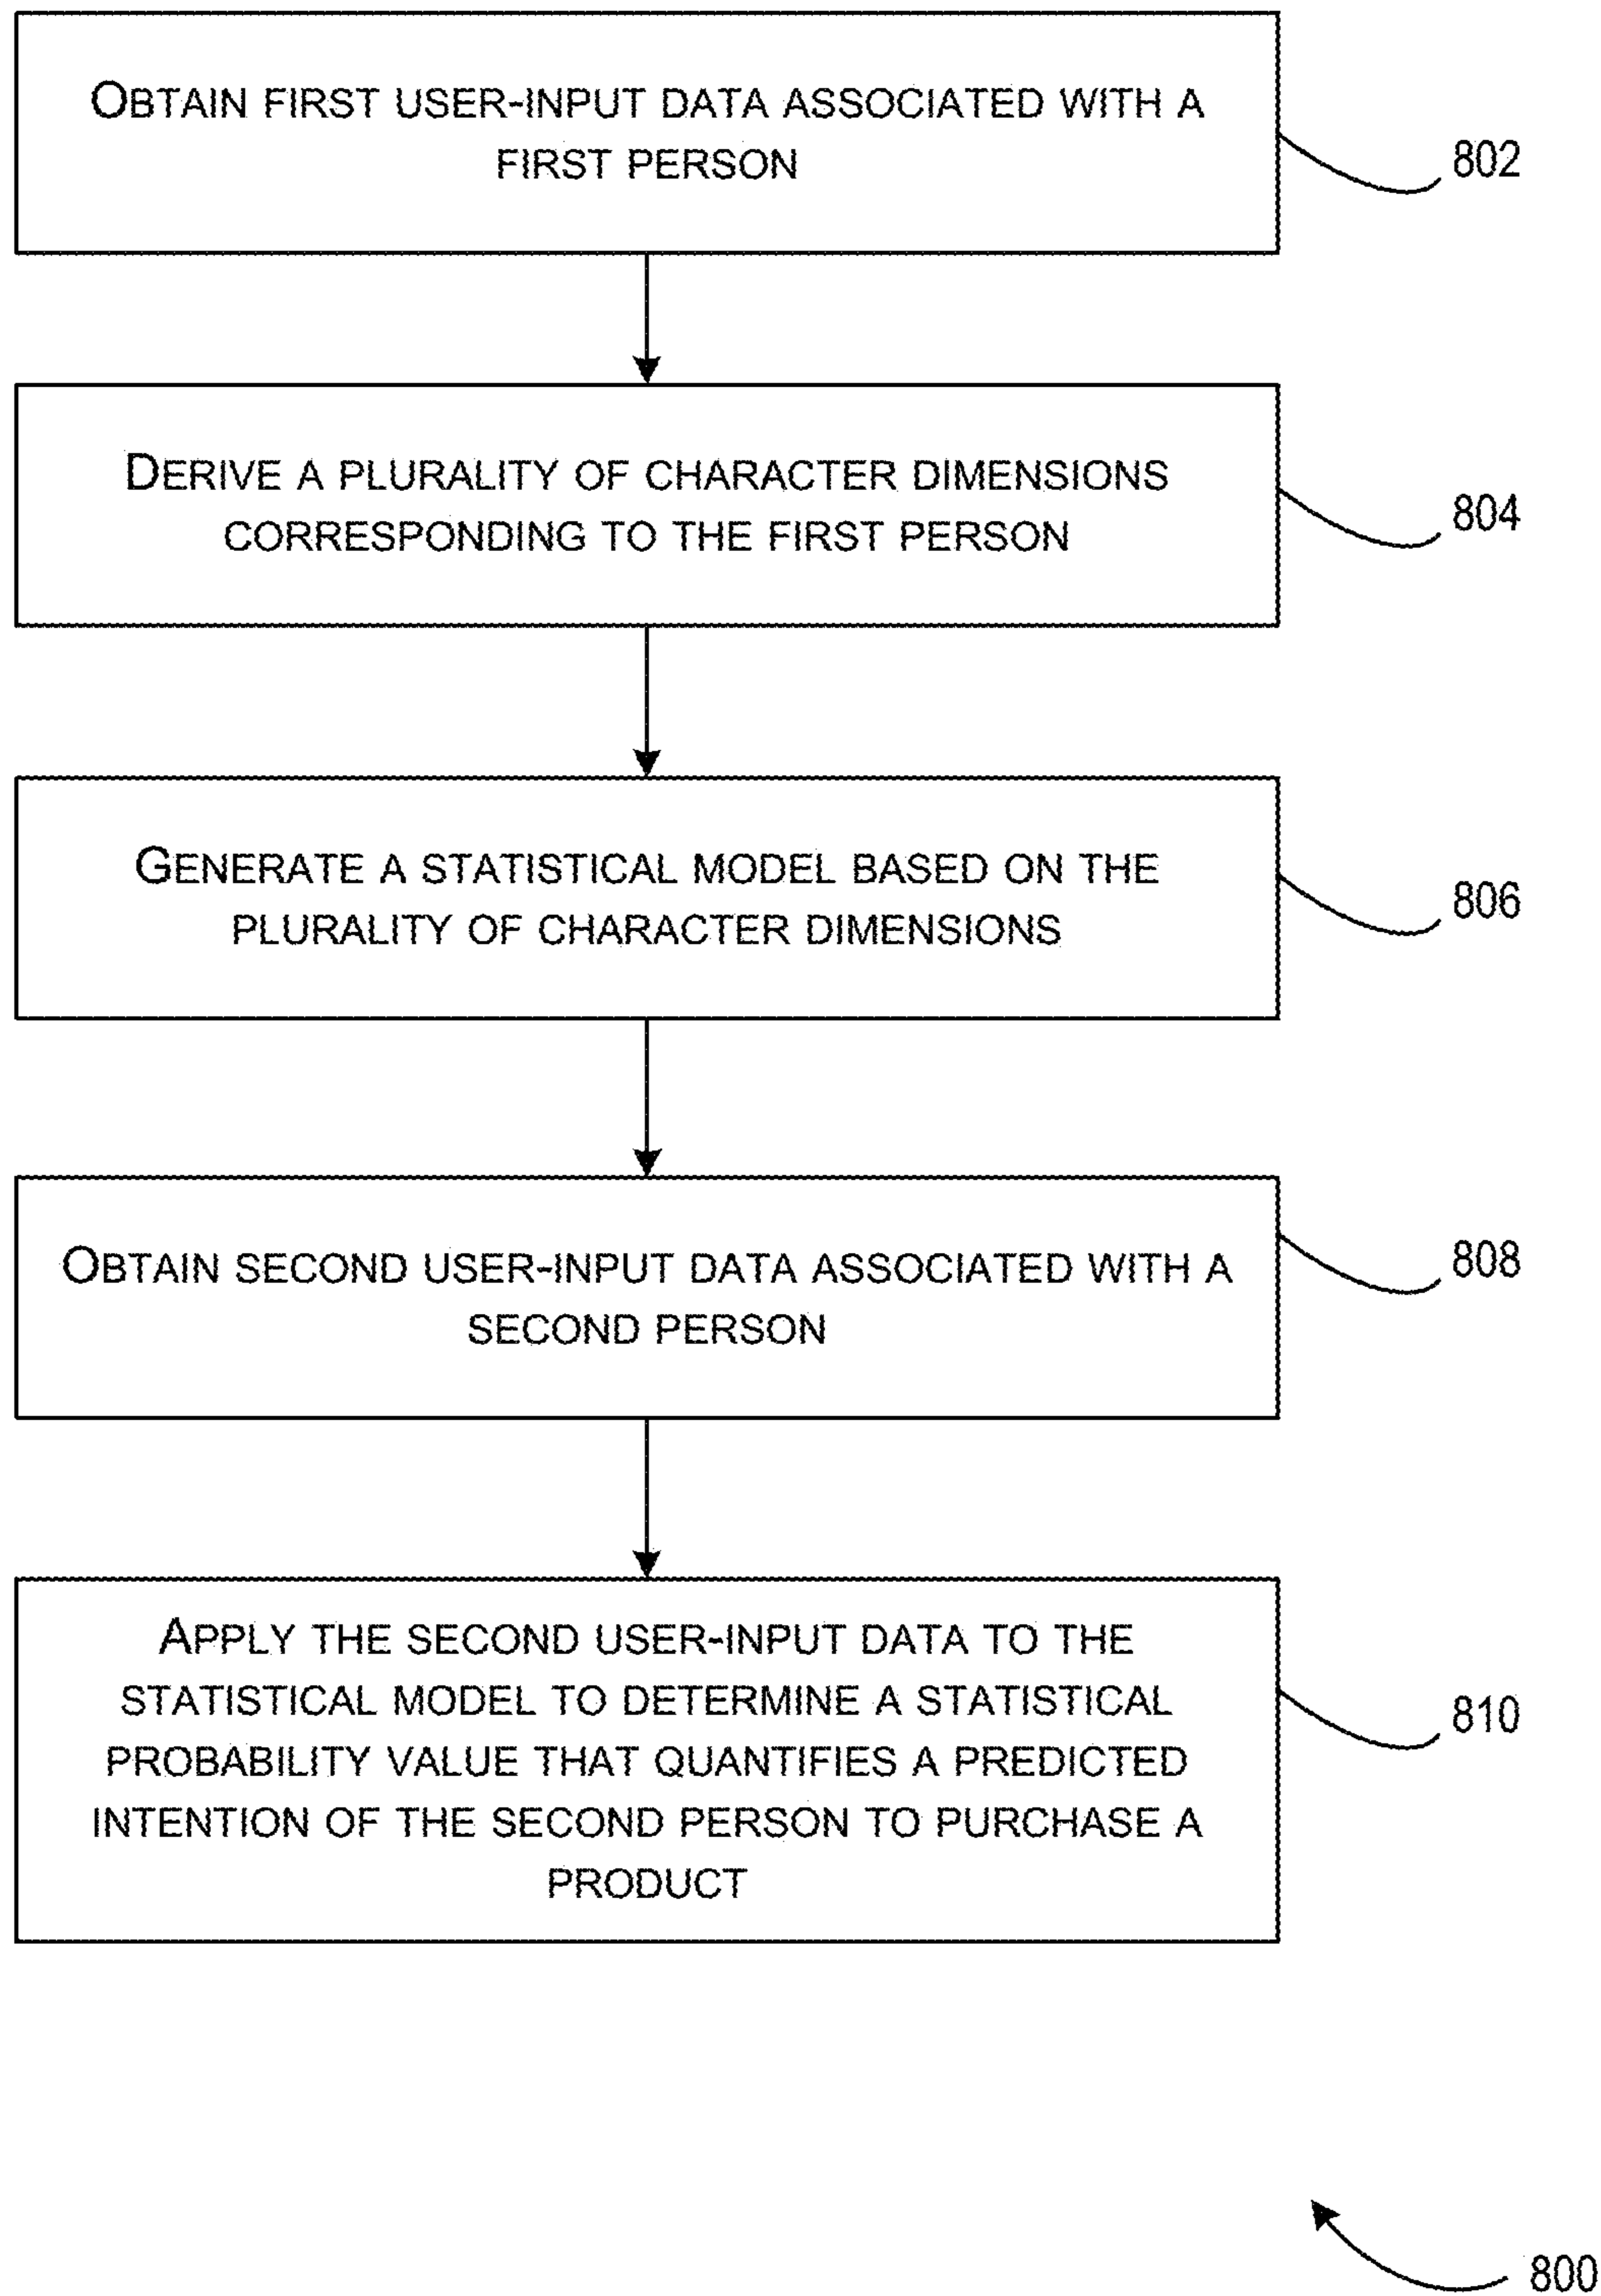 OBTAIN FIRST USER-INPUT DATA ASSOCIATED WITH A
FIRST PERSON
802
DERIVE A PLURALITY OF CHARACTER DIMENSIONS
CORRESPONDING TO THE FIRST PERSON
804
GENERATE A STATISTICAL MODEL BASED ON THE
PLURALITY OF CHARACTER DIMENSIONS
806
OBTAIN SECOND USER-INPUT DATA ASSOCIATED WITH A
SECOND PERSON
808
APPLY THE SECOND USER-INPUT DATA TO THE
STATISTICAL MODEL TO DETERMINE A STATISTICAL
PROBABILITY VALUE THAT QUANTIFIES A PREDICTED
INTENTION OF THE SECOND PERSON TO PURCHASE A
PRODUCT
810
800